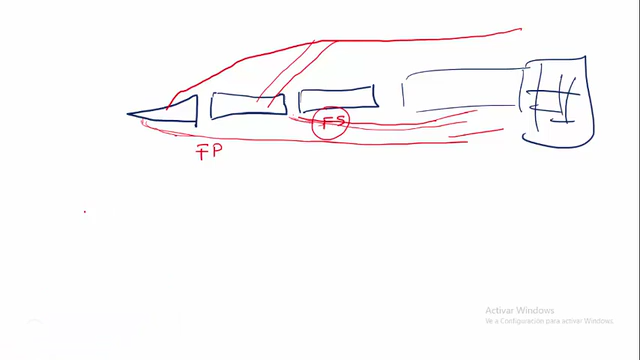 FS
FP
Activar Windows
Ve a Configuración para activar Windows.